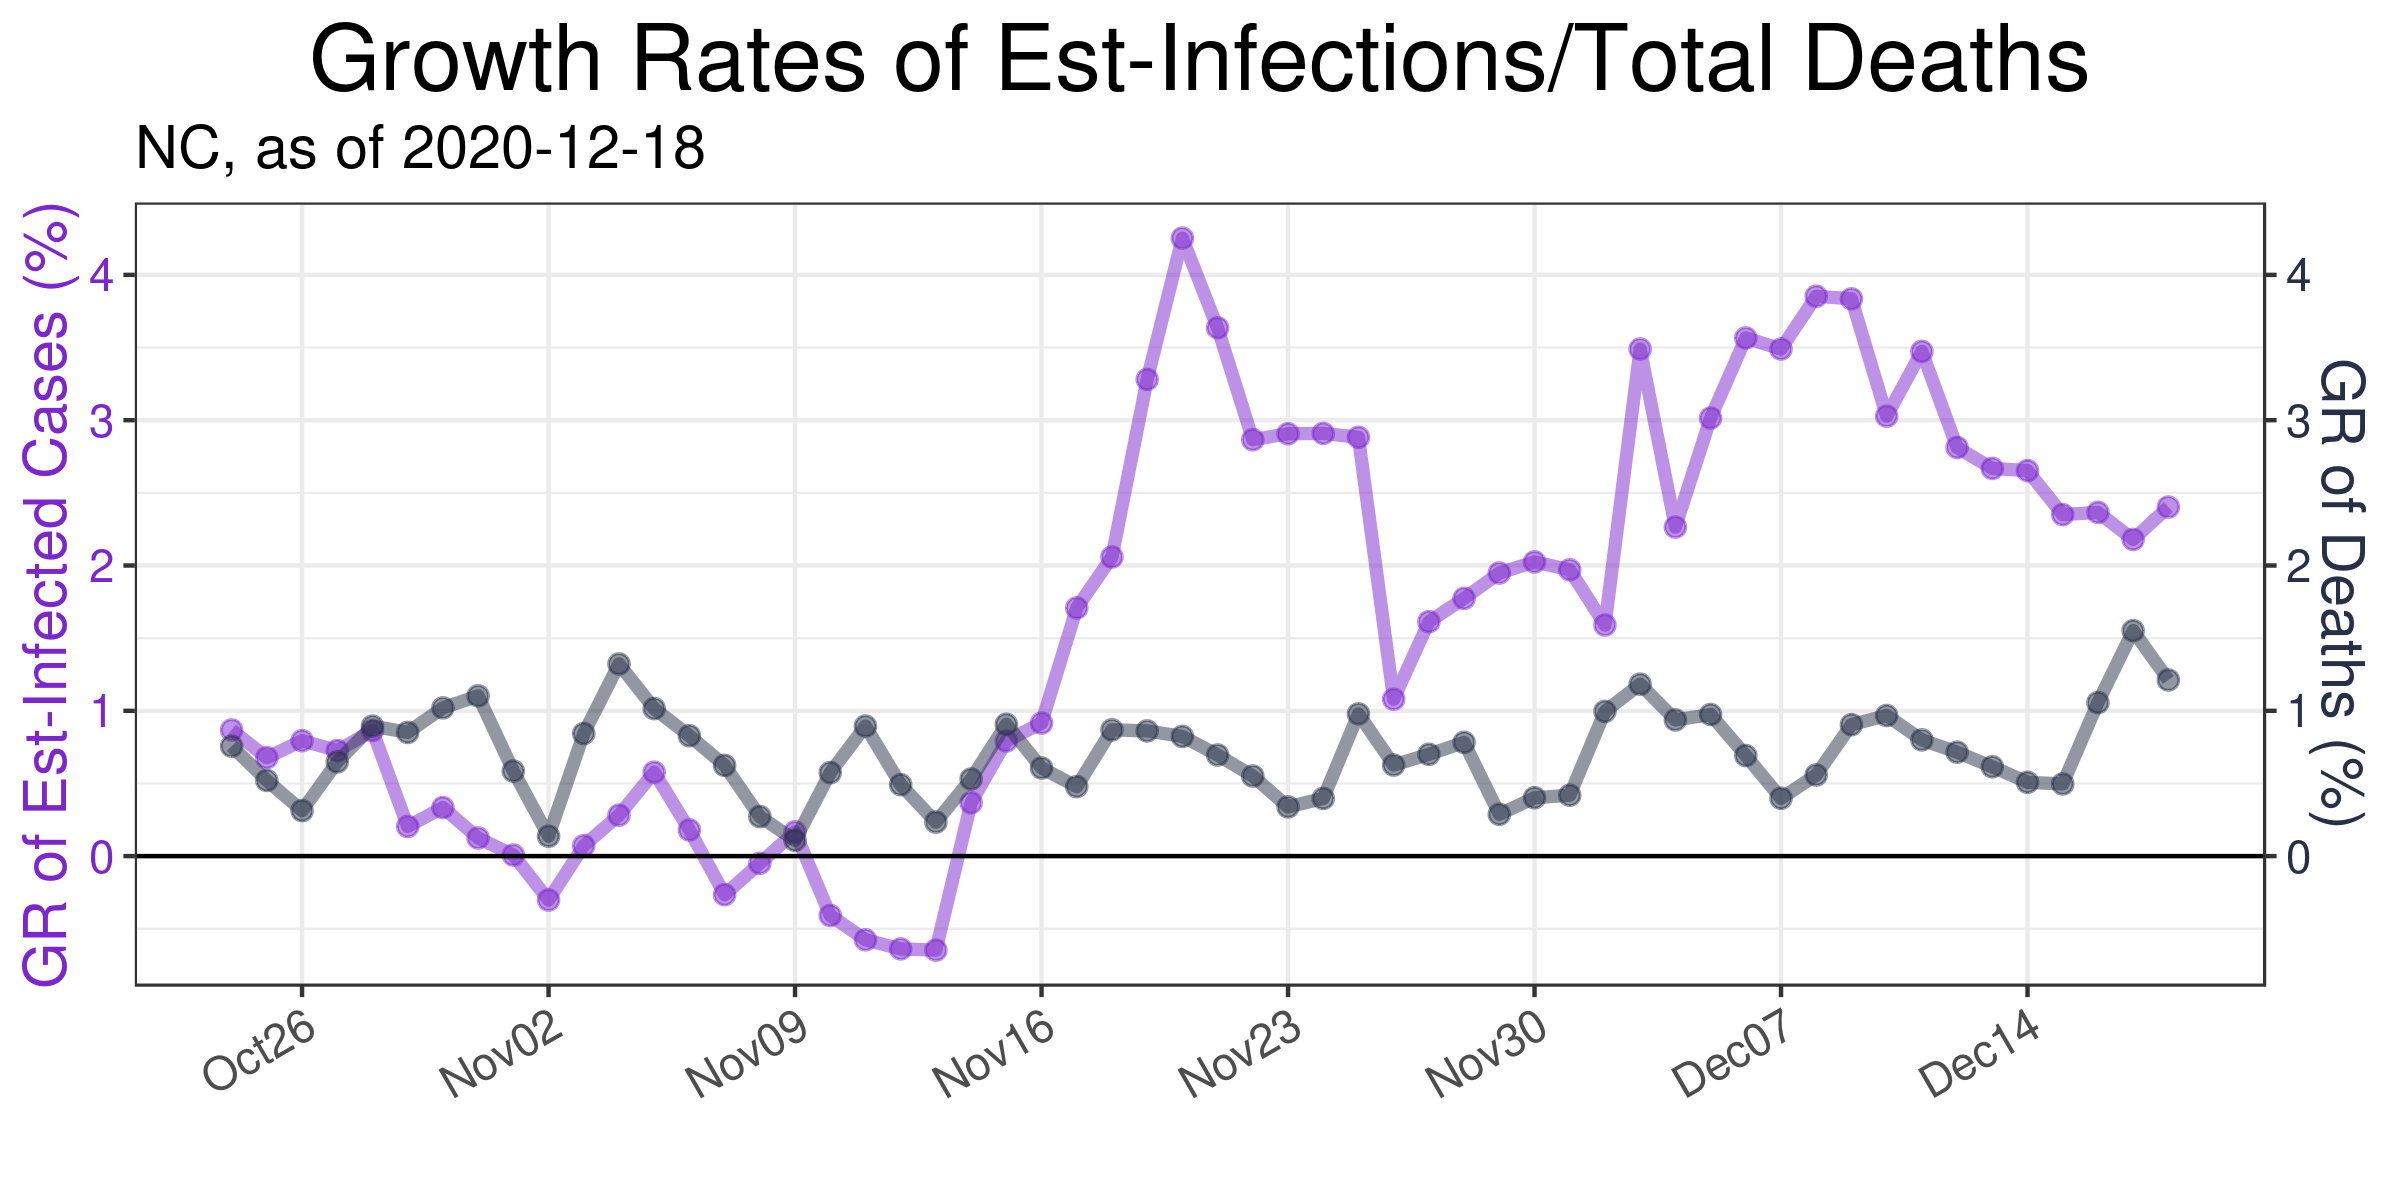 Growth Rates of Est-Infections/Total Deaths
NC, as of 2020-12-18
GR of Est-Infected Cases (%)
4
3
2
1
0
4
3
2
1
0
GR of Deaths (%)
Oct26
Nov02
Nov09
Nov16
Nov23
Nov30
Dec07
Dec14